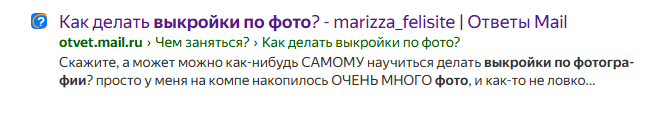 Как делать выкройки по фото? - marizza_felisite | Ответы Mail
otvet.mail.ru › Чем заняться? › Как делать выкройки по фото?
Скажите, а может можно как-нибудь САМОМУ научиться делать выкройки по фотогра-
фии? просто у меня на компе накопилось ОЧЕНЬ МНОГО фото, и как-то не ловко...